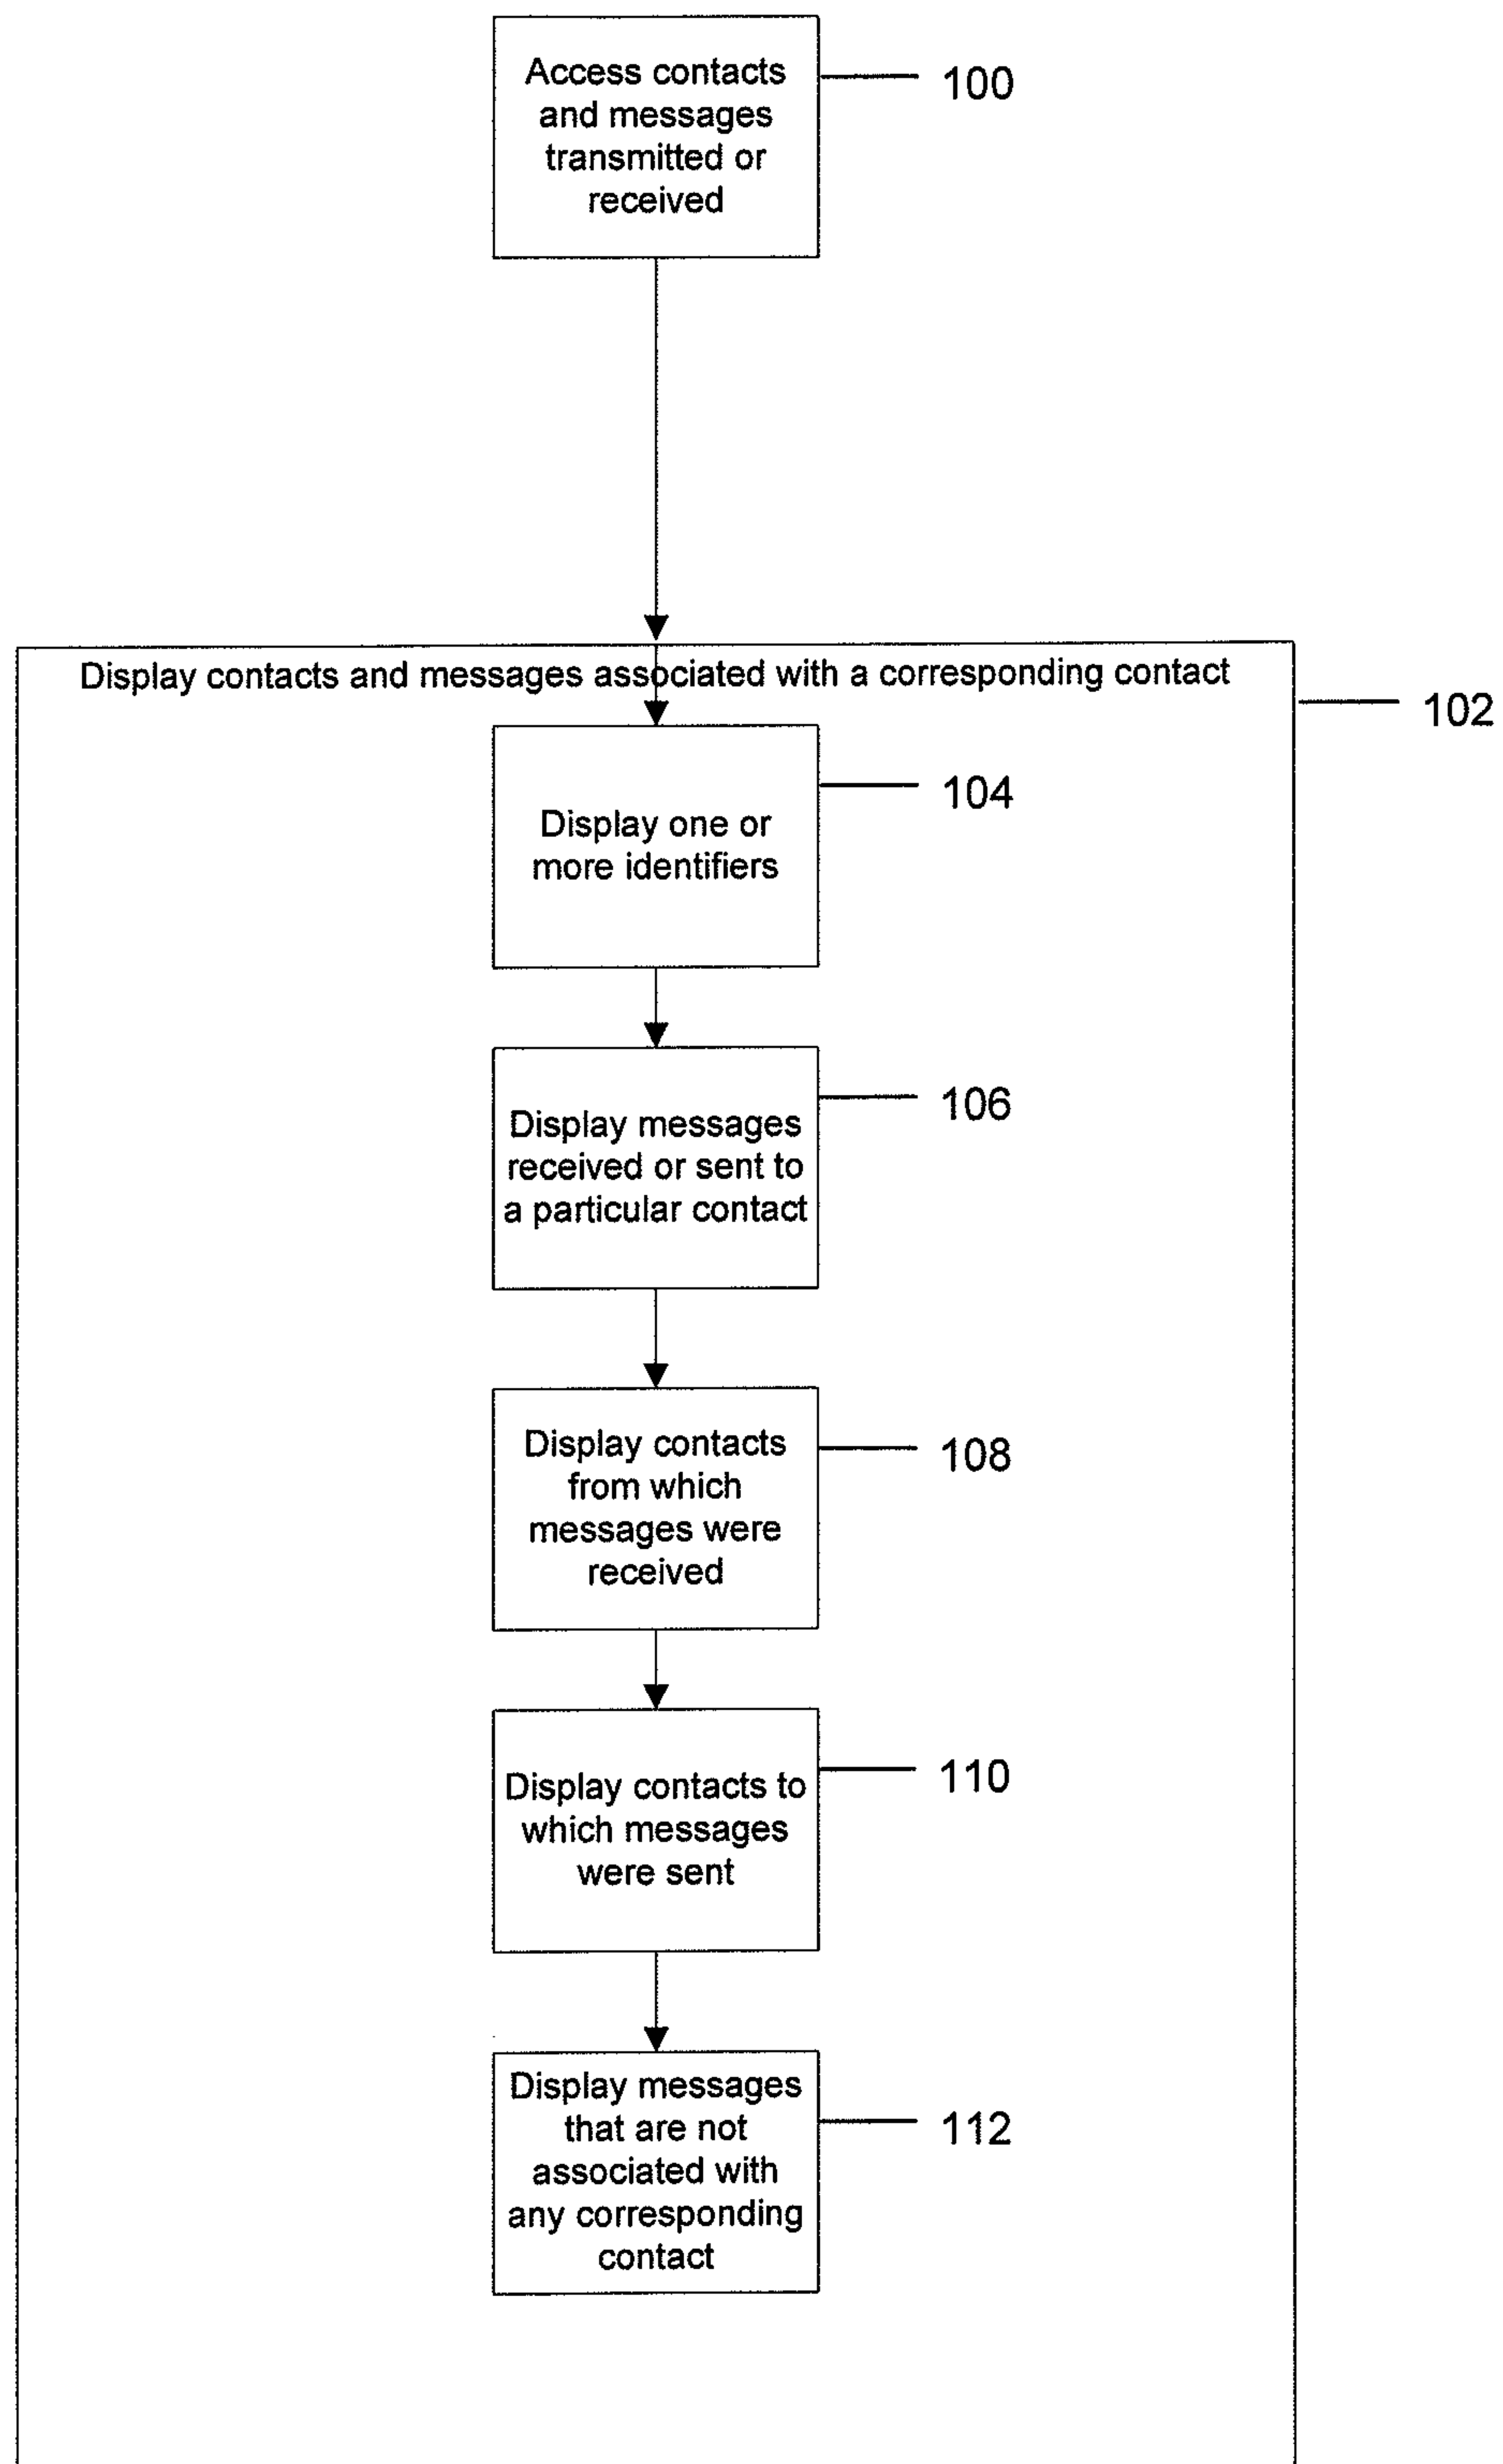 Access contacts
and messages
transmitted or
received
100
Display contacts and messages associated with a corresponding contact
102
Display one or
more identifiers
104
Display messages
received or sent to
a particular contact
106
Display contacts
from which
messages were
received
108
Display contacts to
which messages
were sent
110
Display messages
that are not
associated with
any corresponding
contact
112